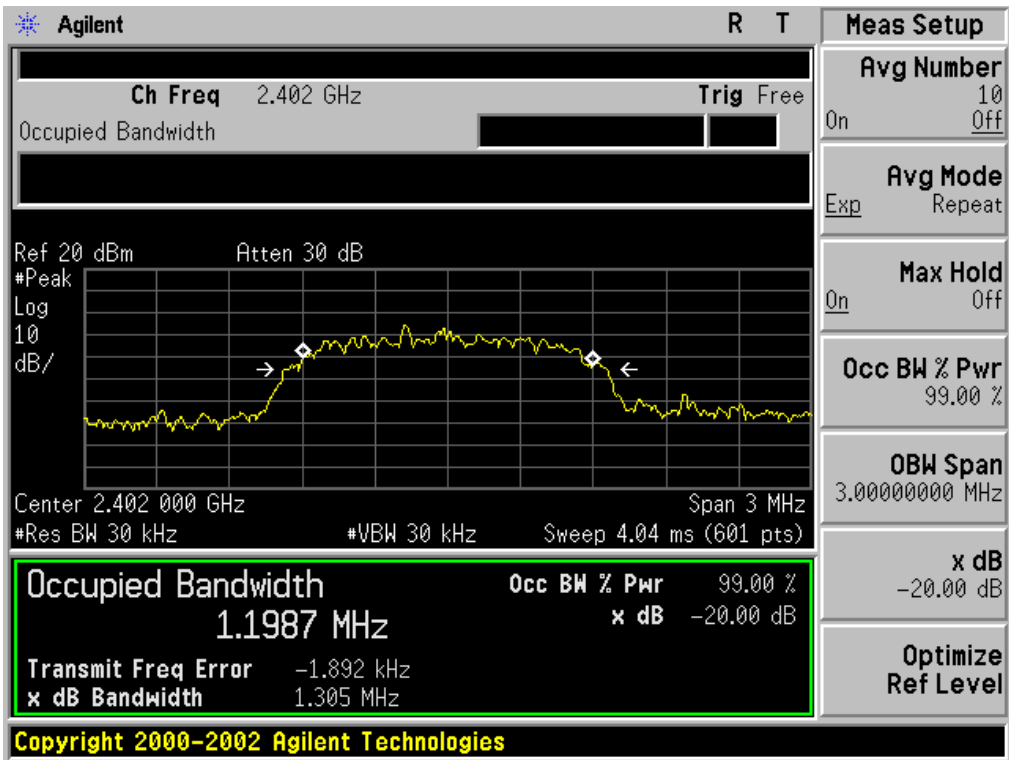 Agilent R T
Ch Freq 2.402 GHz Trig Free
Occupied Bandwidth
Ref 20 dBm Atten 30 dB
#Peak
Log
10
dB/
Center 2.402 000 GHz Span 3 MHz
#Res BW 30 kHz #VBW 30 kHz Sweep 4.04 ms (601 pts)
Occupied Bandwidth Occ BW % Pwr 99.00 %
1.1987 MHz x dB -20.00 dB
Transmit Freq Error -1.892 kHz
x dB Bandwidth 1.305 MHz
Copyright 2000-2002 Agilent Technologies
Meas Setup
Avg Number
10
On Off
Avg Mode
Exp Repeat
Max Hold
On Off
Occ BW % Pwr
99.00 %
OBW Span
3.00000000 MHz
x dB
-20.00 dB
Optimize
Ref Level